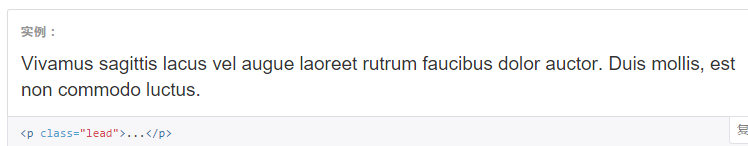 实例：
Vivamus sagittis lacus vel augue laoreet rutrum faucibus dolor auctor. Duis mollis, est
non commodo luctus.
<p class="lead">...</p>
复